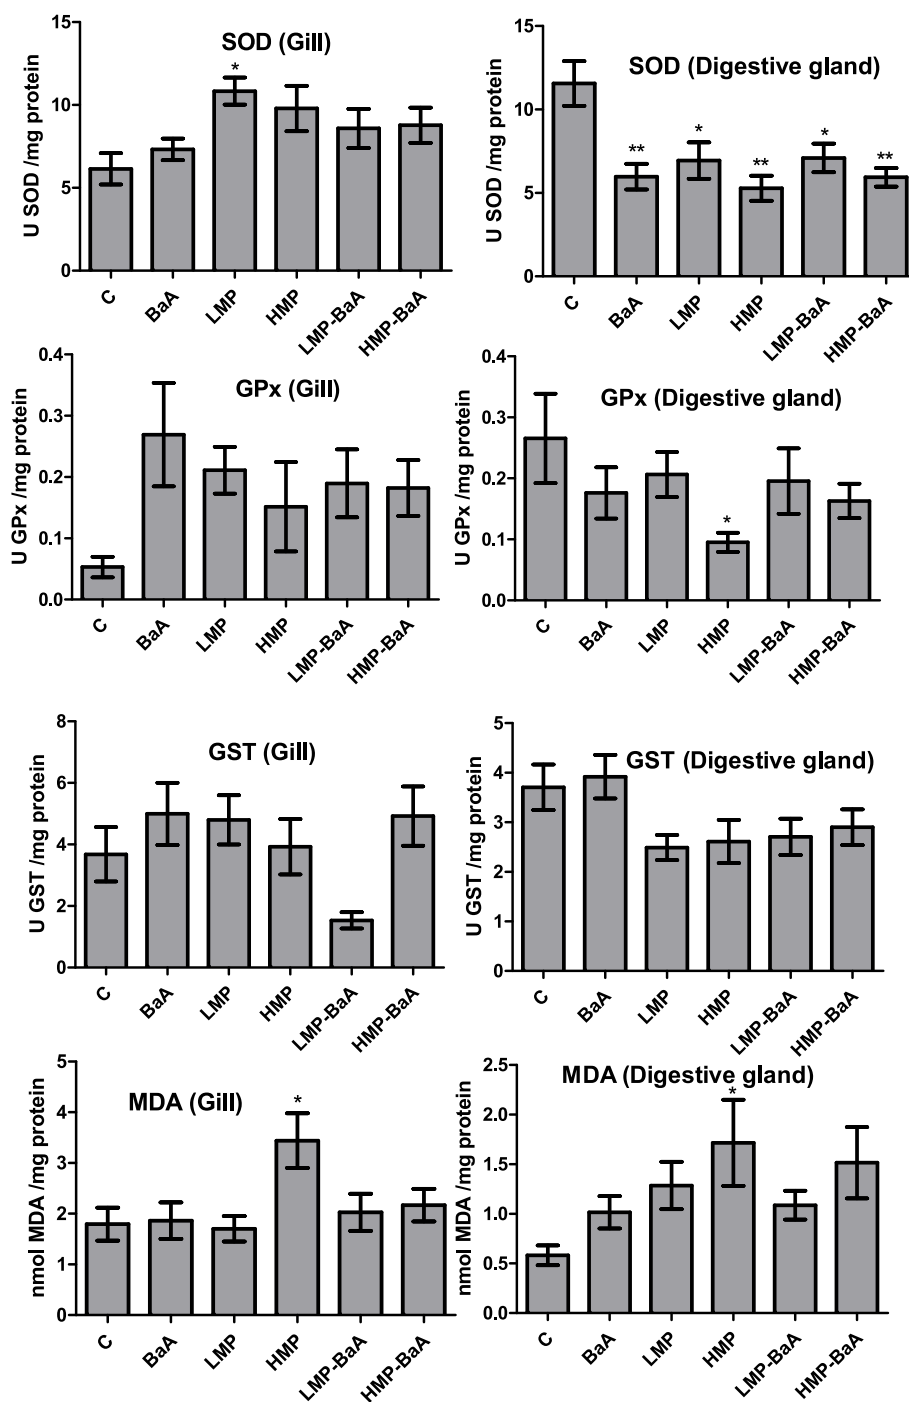 SOD (Gill)
U SOD /mg protein
15
10
5
0
*
C
BaA
LMP
HMP
LMP-BaA
HMP-BaA
SOD (Digestive gland)
U SOD /mg protein
15
10
5
0
**
*
**
*
**
C
BaA
LMP
HMP
LMP-BaA
HMP-BaA
GPx (Gill)
U GPx /mg protein
0.4
0.3
0.2
0.1
0.0
C
BaA
LMP
HMP
LMP-BaA
HMP-BaA
GPx (Digestive gland)
U GPx /mg protein
0.4
0.3
0.2
0.1
0.0
*
C
BaA
LMP
HMP
LMP-BaA
HMP-BaA
GST (Gill)
U GST /mg protein
8
6
4
2
0
C
BaA
LMP
HMP
LMP-BaA
HMP-BaA
GST (Digestive gland)
U GST /mg protein
5
4
3
2
1
0
C
BaA
LMP
HMP
LMP-BaA
HMP-BaA
MDA (Gill)
nmol MDA /mg protein
5
4
3
2
1
0
*
C
BaA
LMP
HMP
LMP-BaA
HMP-BaA
MDA (Digestive gland)
nmol MDA /mg protein
2.5
2.0
1.5
1.0
0.5
0.0
*
C
BaA
LMP
HMP
LMP-BaA
HMP-BaA